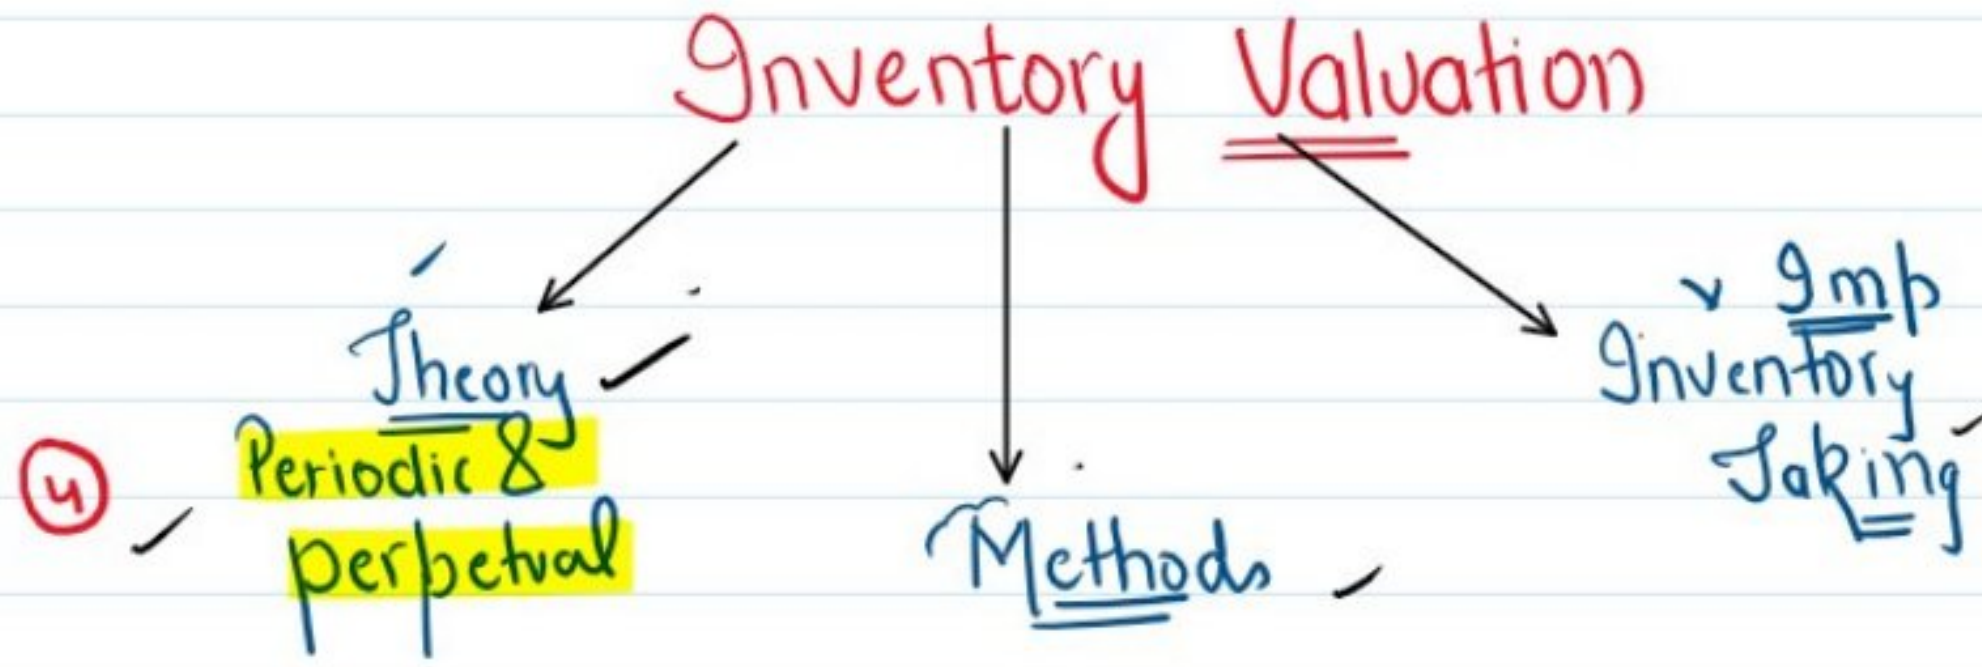 Inventory Valuation
Theory
4 Periodic &
perpetual
Methods
Imp
Inventory
Taking